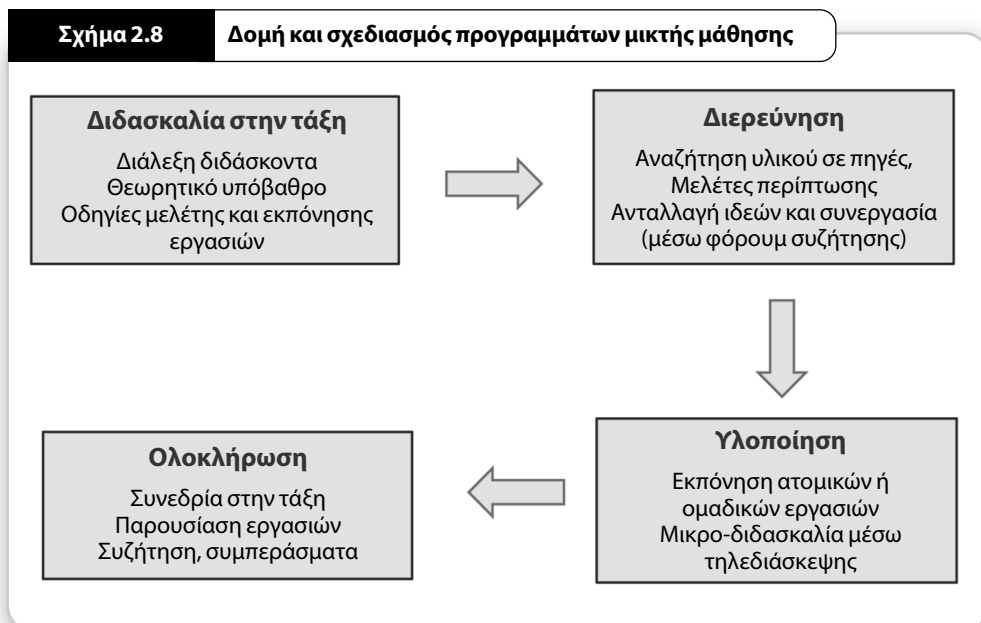 Σχήμα 2.8
Δομή και σχεδιασμός προγραμμάτων μικτής μάθησης
Διδασκαλία στην τάξη
Διάλεξη διδάσκοντα
Θεωρητικό υπόβαθρο
Οδηγίες μελέτης και εκπόνησης
εργασιών
Διερεύνηση
Αναζήτηση υλικού σε πηγές,
Μελέτες περίπτωσης
Ανταλλαγή ιδεών και συνεργασία
(μέσω φόρουμ συζήτησης)
Υλοποίηση
Εκπόνηση ατομικών ή
ομαδικών εργασιών
Μικρο-διδασκαλία μέσω
τηλεδιάσκεψης
Ολοκλήρωση
Συνεδρία στην τάξη
Παρουσίαση εργασιών
Συζήτηση, συμπεράσματα